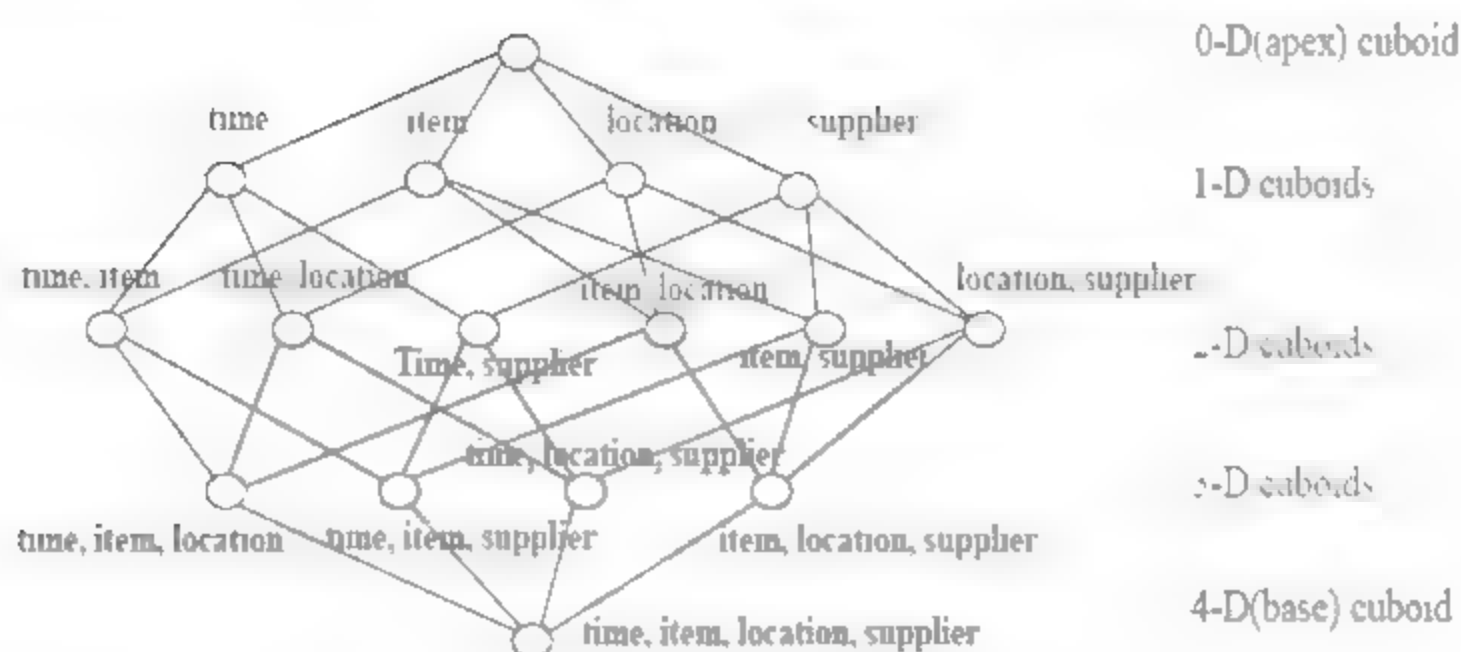 0-D(apex) cuboid
time item location supplier
1-D cuboids
time, item time location item location location, supplier
Time, supplier item, supplier
-D cuboids
time, location, supplier
-D cuboids
time, item, location time, item, supplier item, location, supplier
4-D(base) cuboid
time, item, location, supplier